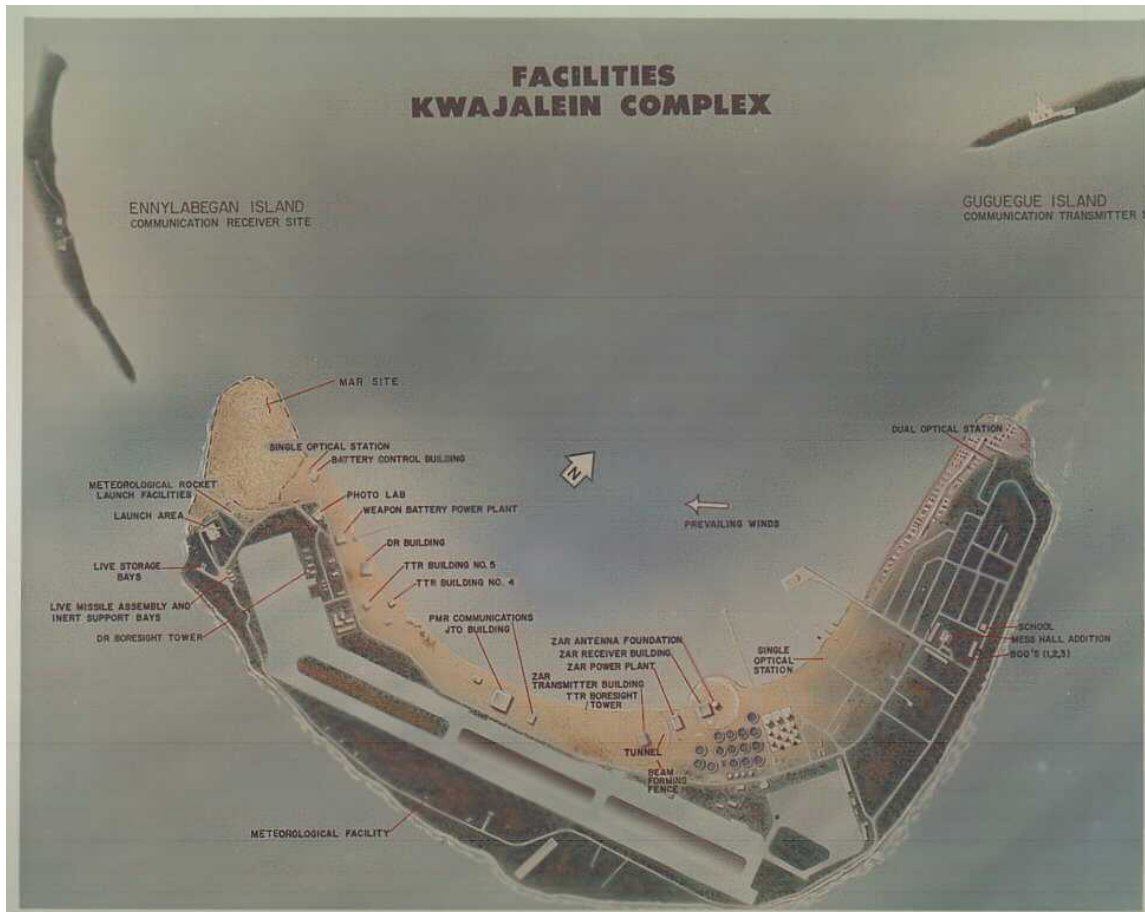 FACILITIES
KWAJALEIN COMPLEX
ENNYLABEGAN ISLAND
COMMUNICATION RECEIVER SITE
GUGUEGUE ISLAND
COMMUNICATION TRANSMITTER
MAR SITE
DUAL OPTICAL STATION
SINGLE OPTICAL STATION
BATTERY CONTROL BUILDING
METEOROLOGICAL ROCKET
LAUNCH FACILITIES
PHOTO LAB
N
LAUNCH AREA
WEAPON BATTERY POWER PLANT
PREVAILING WINDS
DR BUILDING
LIVE STORAGE
BAYS
TTR BUILDING NO. 5
TTR BUILDING NO. 4
LIVE MISSILE ASSEMBLY AND
INERT SUPPORT BAYS
DR BORESIGHT TOWER
PMR COMMUNICATIONS
JTO BUILDING
ZAR ANTENNA FOUNDATION
ZAR RECEIVER BUILDING
ZAR POWER PLANT
SINGLE
OPTICAL
STATION
SCHOOL
MESS HALL ADDITION
BOQ'S (1,2,3)
ZAR
TRANSMITTER BUILDING
TTR BORESIGHT
TOWER
TUNNEL
BEAM
FORMING
FENCE
METEOROLOGICAL FACILITY